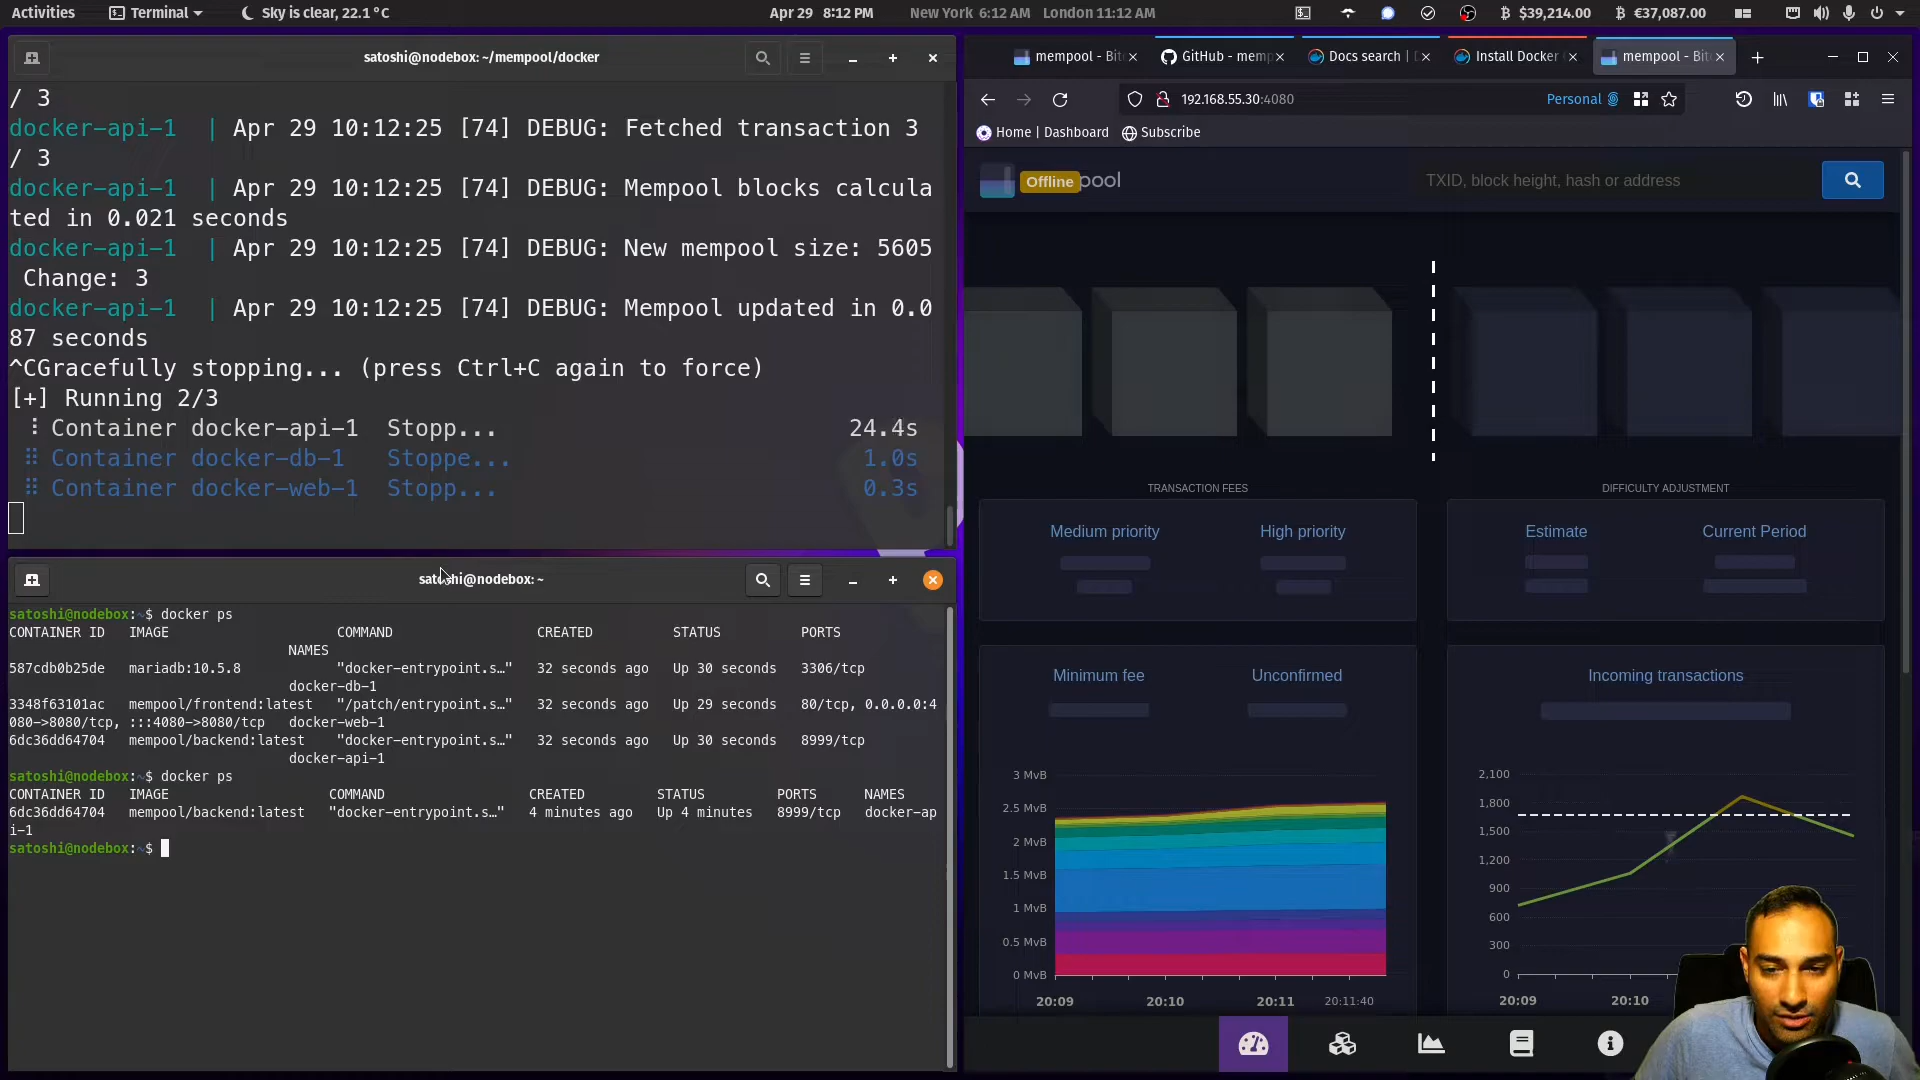 Activities
Terminal
Sky is clear, 22.1 °C
Apr 29 8:12 PM
New York 6:12 AM London 11:12 AM
$39,214.00
€37,087.00
satoshi@nodebox: ~/mempool/docker
/ 3
docker-api-1 | Apr 29 10:12:25 [74] DEBUG: Fetched transaction 3
/ 3
docker-api-1 | Apr 29 10:12:25 [74] DEBUG: Mempool blocks calcula
ted in 0.021 seconds
docker-api-1 | Apr 29 10:12:25 [74] DEBUG: New mempool size: 5605
Change: 3
docker-api-1 | Apr 29 10:12:25 [74] DEBUG: Mempool updated in 0.0
87 seconds
^CGracefully stopping... (press Ctrl+C again to force)
[+] Running 2/3
Container docker-api-1 Stopp... 24.4s
Container docker-db-1 Stoppe... 1.0s
Container docker-web-1 Stopp... 0.3s
satoshi@nodebox: ~
satoshi@nodebox:~$ docker ps
CONTAINER ID IMAGE COMMAND CREATED STATUS PORTS
NAMES
587cdb0b25de mariadb:10.5.8 "docker-entrypoint.s…" 32 seconds ago Up 30 seconds 3306/tcp
docker-db-1
3348f63101ac mempool/frontend:latest "/patch/entrypoint.s…" 32 seconds ago Up 29 seconds 80/tcp, 0.0.0.0:4
080->8080/tcp, :::4080->8080/tcp docker-web-1
6dc36dd64704 mempool/backend:latest "docker-entrypoint.s…" 32 seconds ago Up 30 seconds 8999/tcp
docker-api-1
satoshi@nodebox:~$ docker ps
CONTAINER ID IMAGE COMMAND CREATED STATUS PORTS NAMES
6dc36dd64704 mempool/backend:latest "docker-entrypoint.s…" 4 minutes ago Up 4 minutes 8999/tcp docker-ap
i-1
satoshi@nodebox:~$
mempool - Bit
GitHub - memp
Docs search | D
Install Docker
mempool - Bit
192.168.55.30:4080
Personal
Home | Dashboard
Subscribe
Offline
pool
TXID, block height, hash or address
TRANSACTION FEES
DIFFICULTY ADJUSTMENT
Medium priority
High priority
Estimate
Current Period
Minimum fee
Unconfirmed
Incoming transactions
3 MvB
2.5 MvB
2 MvB
1.5 MvB
1 MvB
0.5 MvB
0 MvB
20:09
20:10
20:11
20:11:40
2,100
1,800
1,500
1,200
900
600
300
0
20:09
20:10